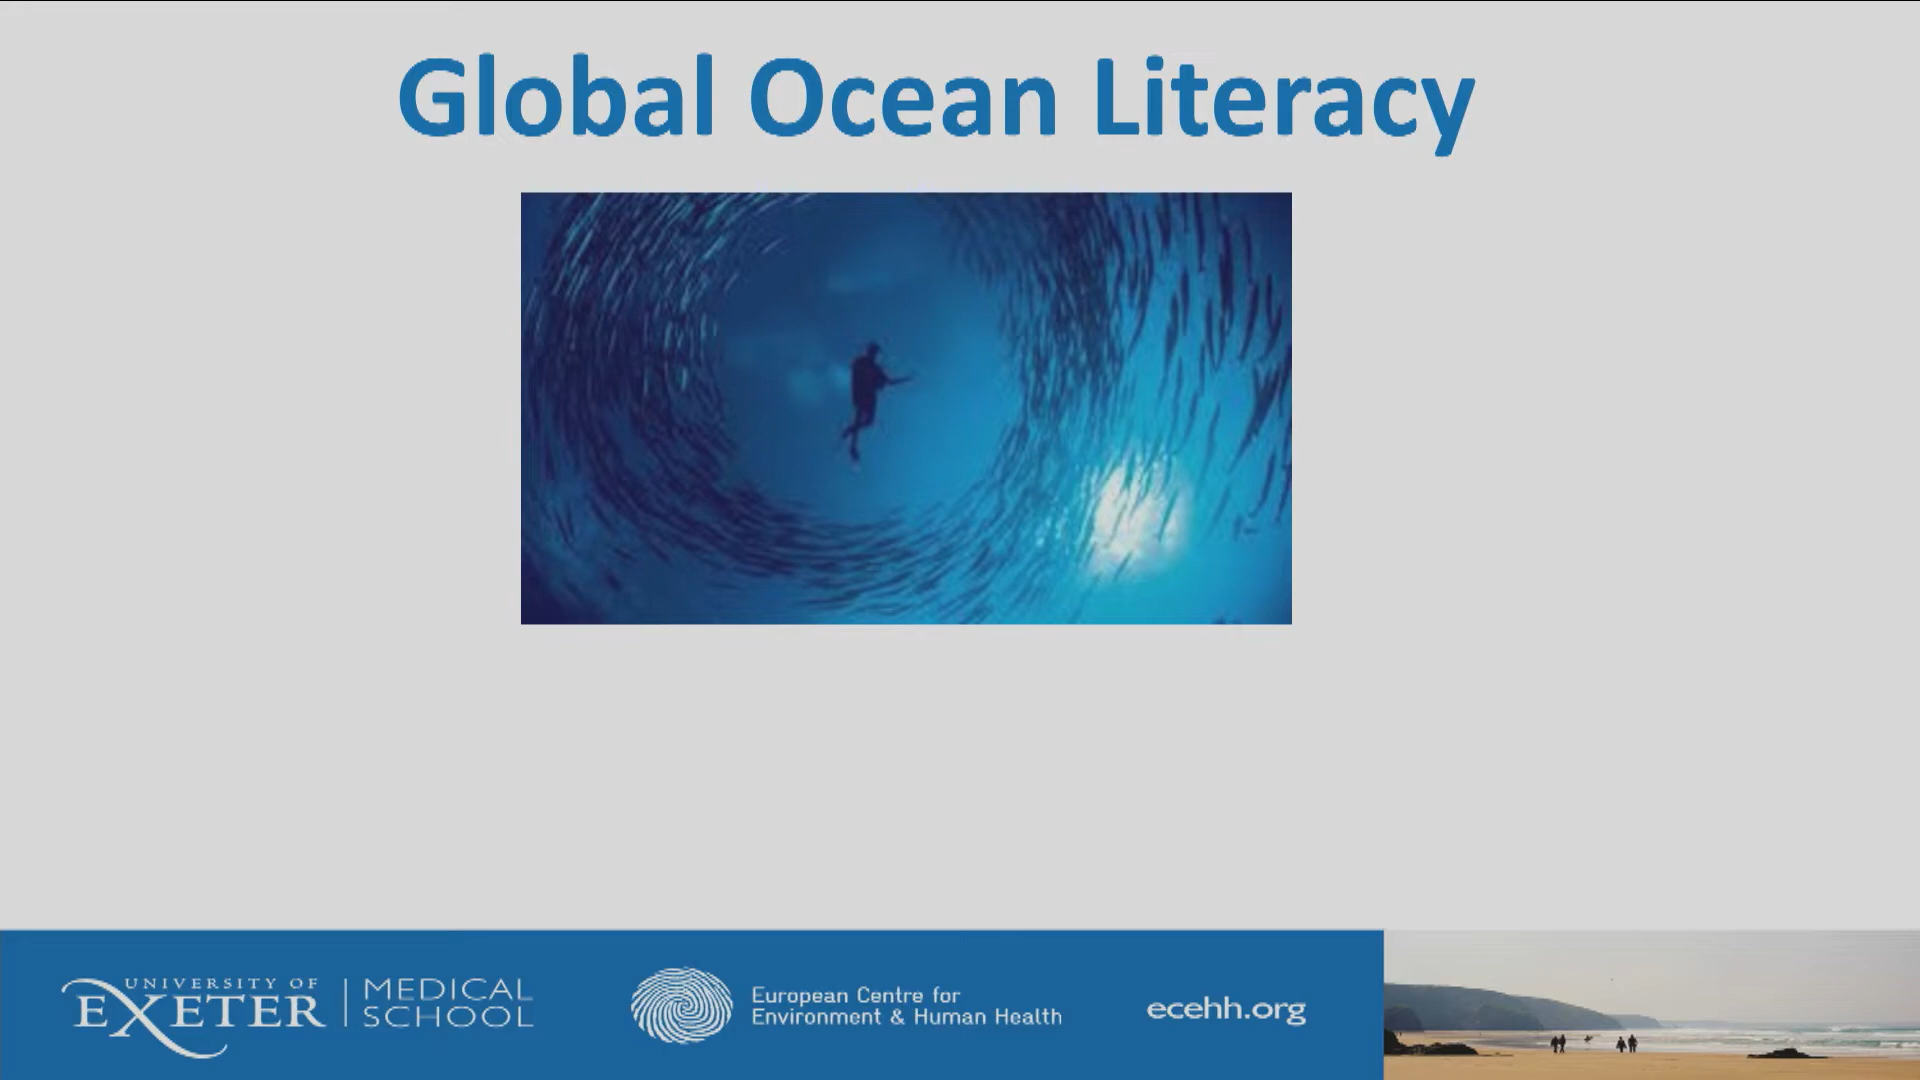 Global Ocean Literacy
UNIVERSITY OF
EXETER
MEDICAL
SCHOOL
European Centre for
Environment & Human Health
ecehh.org